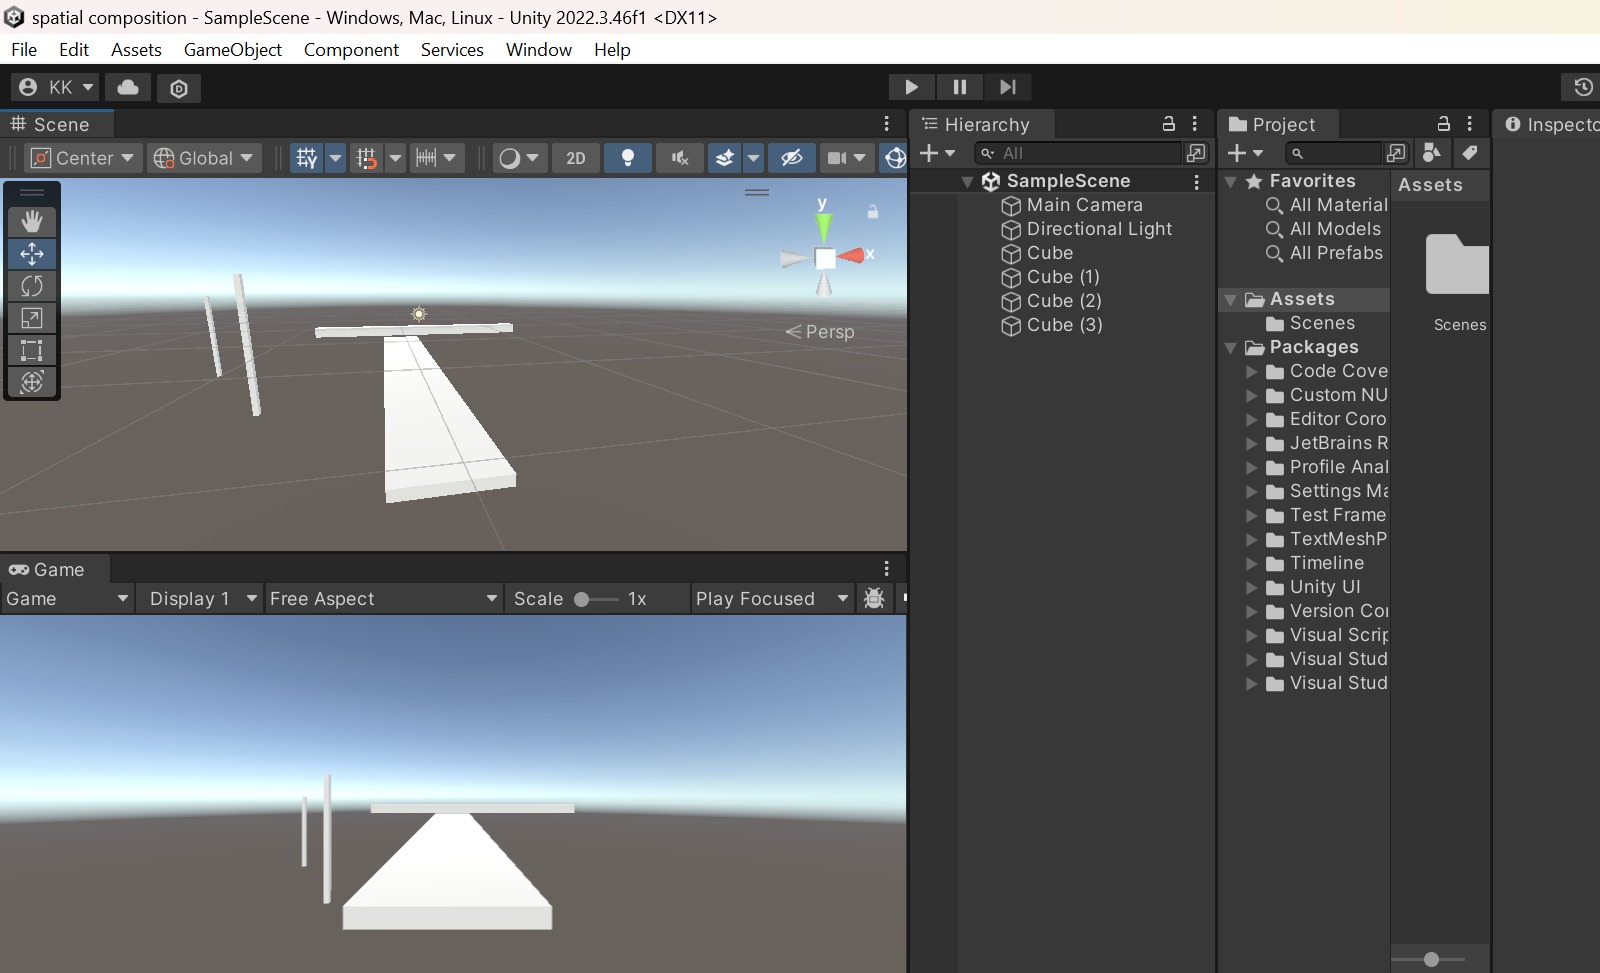 spatial composition - SampleScene - Windows, Mac, Linux - Unity 2022.3.46f1 <DX11>
File Edit Assets GameObject Component Services Window Help
KK
Scene
Center Global 2D
y
x
Persp
Game
Game Display 1 Free Aspect Scale 1x Play Focused
Hierarchy
All
SampleScene
Main Camera
Directional Light
Cube
Cube (1)
Cube (2)
Cube (3)
Project
Favorites
All Material
All Models
All Prefabs
Assets
Scenes
Packages
Code Cove
Custom NU
Editor Coro
JetBrains R
Profile Anal
Settings Ma
Test Frame
TextMeshP
Timeline
Unity UI
Version Con
Visual Scrip
Visual Stud
Visual Stud
Assets
Scenes
Inspecto